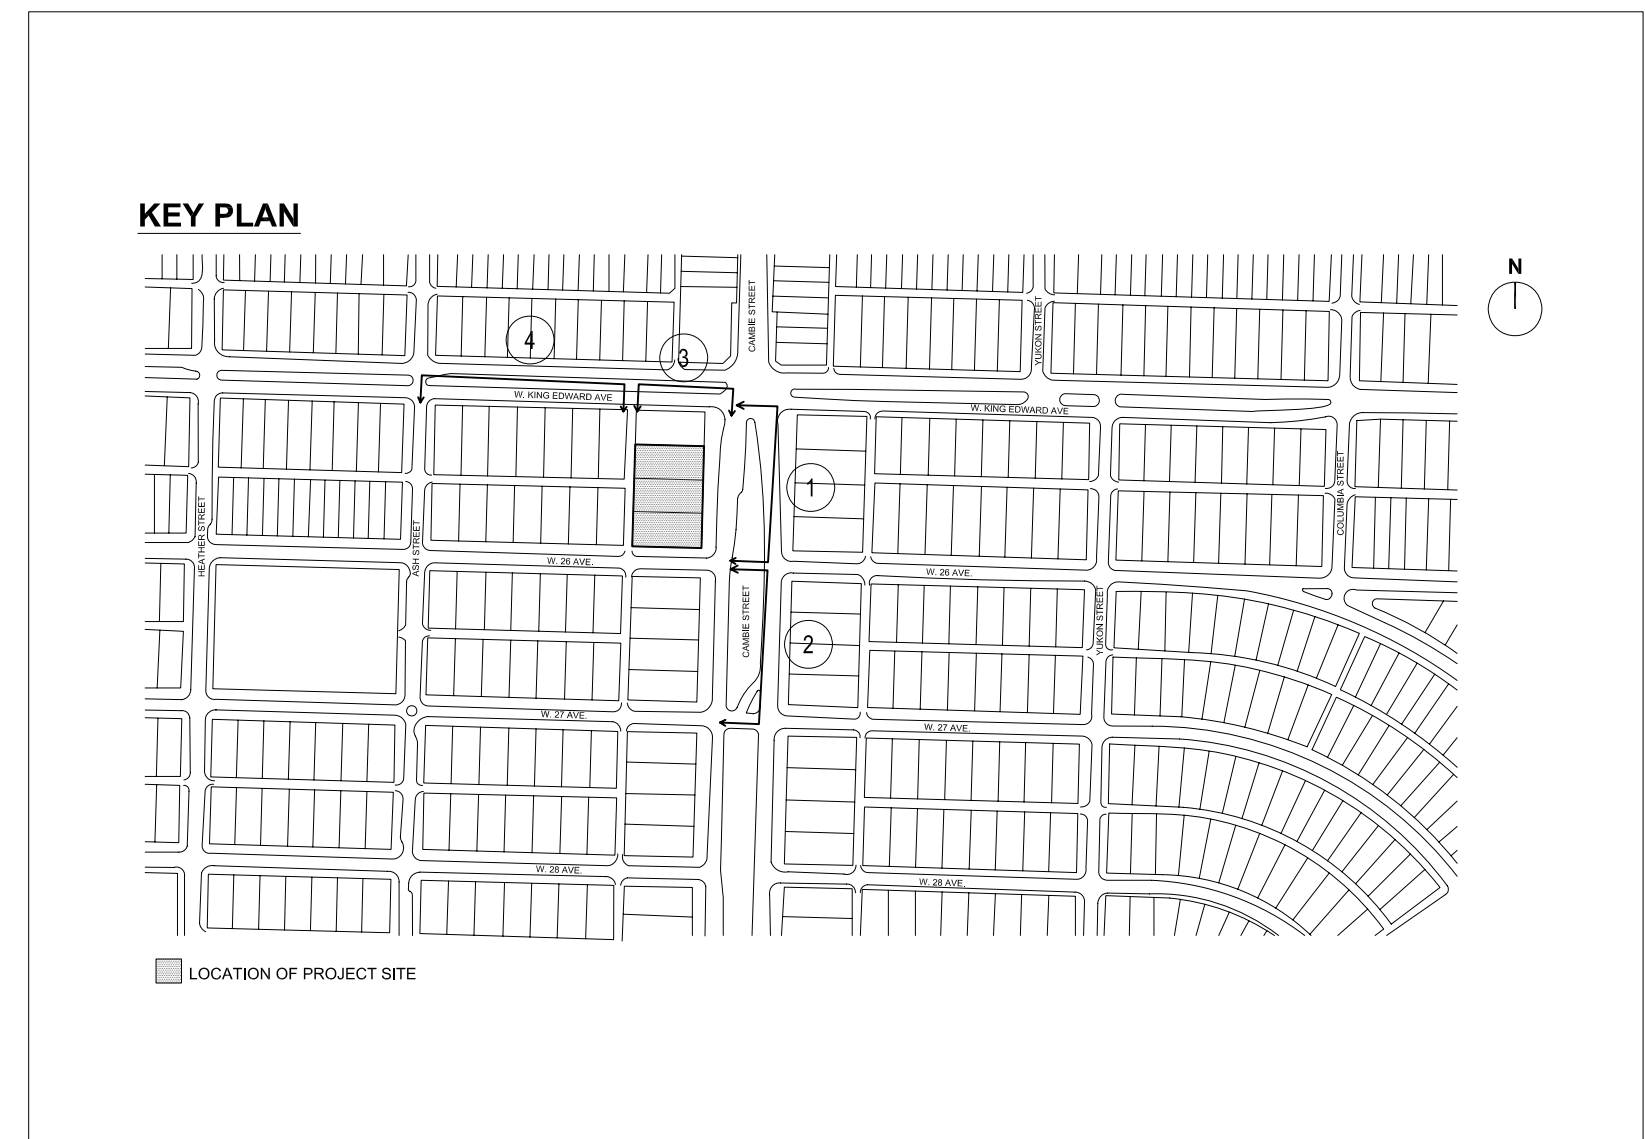 KEY PLAN
N
CAMBIE STREET
YUKON STREET
4
3
W. KING EDWARD AVE
W. KING EDWARD AVE
1
HEATHER STREET
ASH STREET
COLUMBIA STREET
W. 26 AVE.
W. 26 AVE.
CAMBIE STREET
YUKON STREET
2
W. 27 AVE.
W. 27 AVE.
W. 28 AVE.
W. 28 AVE.
LOCATION OF PROJECT SITE